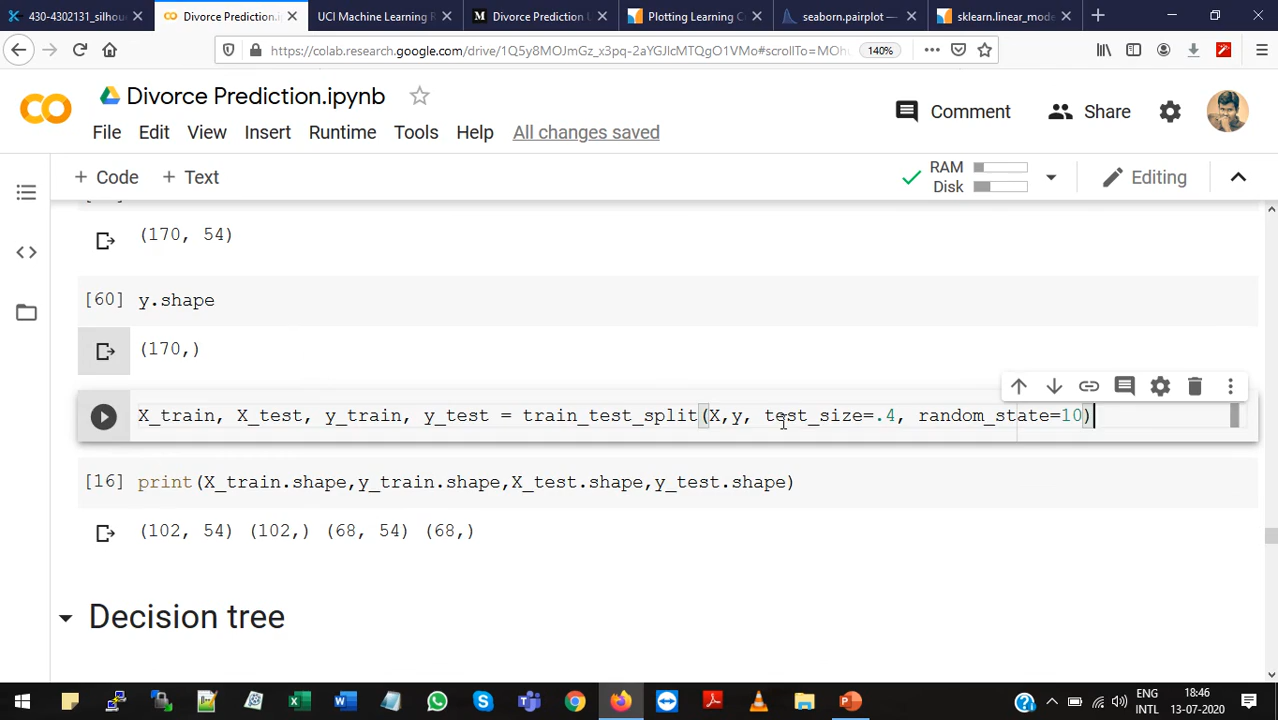 430-4302131_silhou
Divorce Prediction.ip
UCI Machine Learning R
Divorce Prediction U
Plotting Learning C
seaborn.pairplot —
sklearn.linear_mode
https://colab.research.google.com/drive/1Q5y8MOJmGz_x3pq-2aYGJlcMTQgO1VMo#scrollTo=MOh
140%
Divorce Prediction.ipynb
Comment
Share
File Edit View Insert Runtime Tools Help All changes saved
+ Code + Text
RAM
Disk
Editing
(170, 54)
[60] y.shape
(170,)
X_train, X_test, y_train, y_test = train_test_split(X,y, test_size=.4, random_state=10)
[16] print(X_train.shape,y_train.shape,X_test.shape,y_test.shape)
(102, 54) (102,) (68, 54) (68,)
Decision tree
ENG
INTL
18:46
13-07-2020